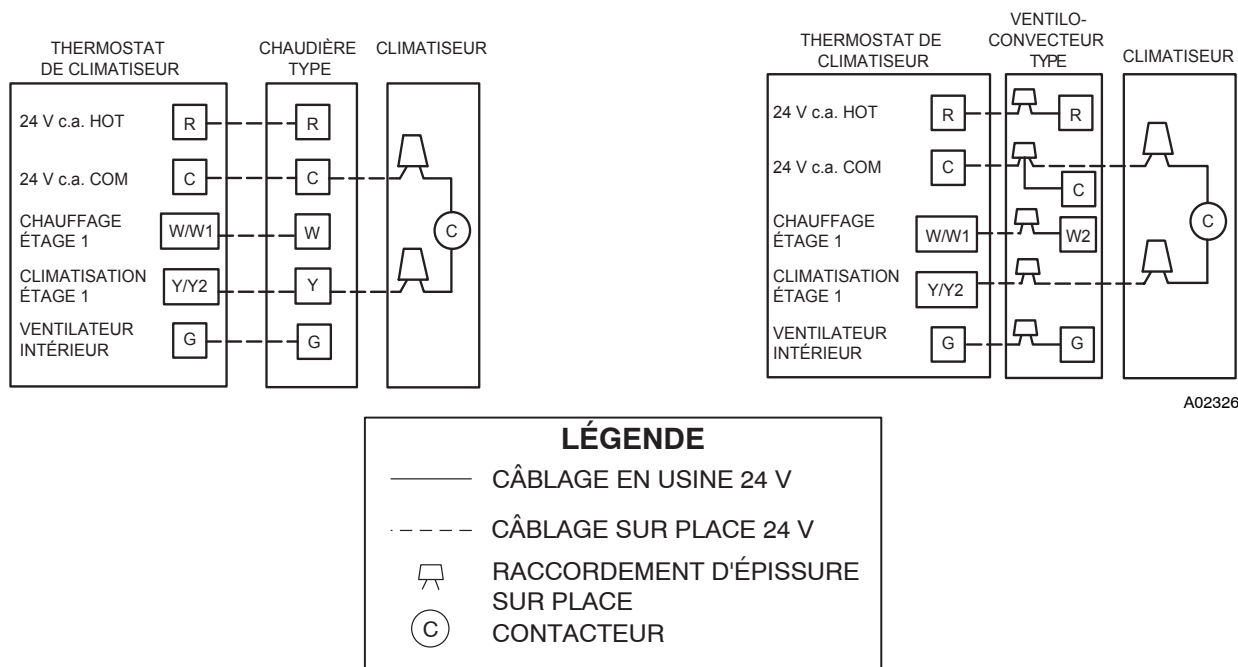 THERMOSTAT
DE CLIMATISEUR
CHAUDIÈRE
TYPE
CLIMATISEUR
24 V c.a. HOT
R
R
24 V c.a. COM
C
C
CHAUFFAGE
ÉTAGE 1
W/W1
W
C
CLIMATISATION
ÉTAGE 1
Y/Y2
Y
VENTILATEUR
INTÉRIEUR
G
G
THERMOSTAT DE
CLIMATISEUR
VENTILO-
CONVECTEUR
TYPE
CLIMATISEUR
24 V c.a. HOT
R
R
24 V c.a. COM
C
C
CHAUFFAGE
ÉTAGE 1
W/W1
W2
C
CLIMATISATION
ÉTAGE 1
Y/Y2
VENTILATEUR
INTÉRIEUR
G
G
A02326
LÉGENDE
CÂBLAGE EN USINE 24 V
CÂBLAGE SUR PLACE 24 V
RACCORDEMENT D'ÉPISSURE
SUR PLACE
C
CONTACTEUR